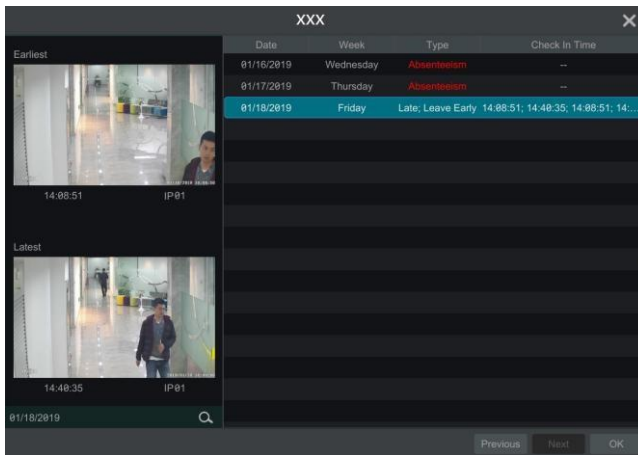 XXX
Earliest
14:08:51 IP01
Latest
14:40:35 IP01
01/18/2019
Date Week Type Check In Time
01/16/2019 Wednesday Absenteeism --
01/17/2019 Thursday Absenteeism --
01/18/2019 Friday Late; Leave Early 14:08:51; 14:40:35; 14:08:51; 14:...
Previous Next OK